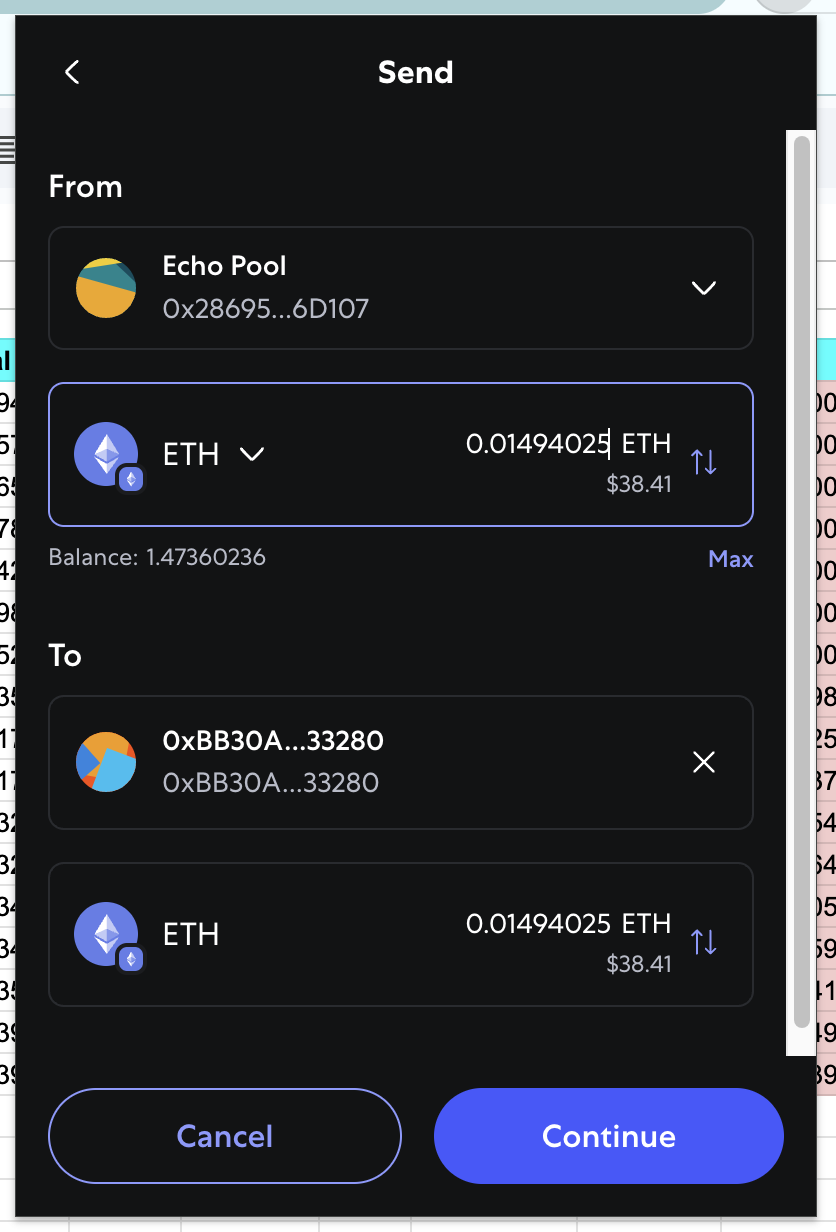 Send
From
Echo Pool
0x28695...6D107
ETH
0.01494025 ETH
$38.41
Balance: 1.47360236
Max
To
0xBB30A...33280
0xBB30A...33280
ETH
0.01494025 ETH
$38.41
Cancel
Continue